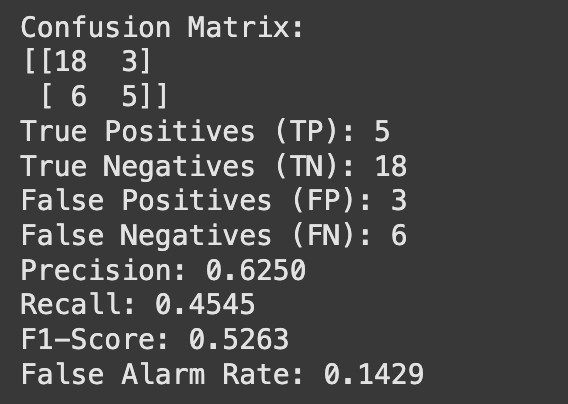 Confusion Matrix:
[[18  3]
 [ 6  5]]
True Positives (TP): 5
True Negatives (TN): 18
False Positives (FP): 3
False Negatives (FN): 6
Precision: 0.6250
Recall: 0.4545
F1-Score: 0.5263
False Alarm Rate: 0.1429